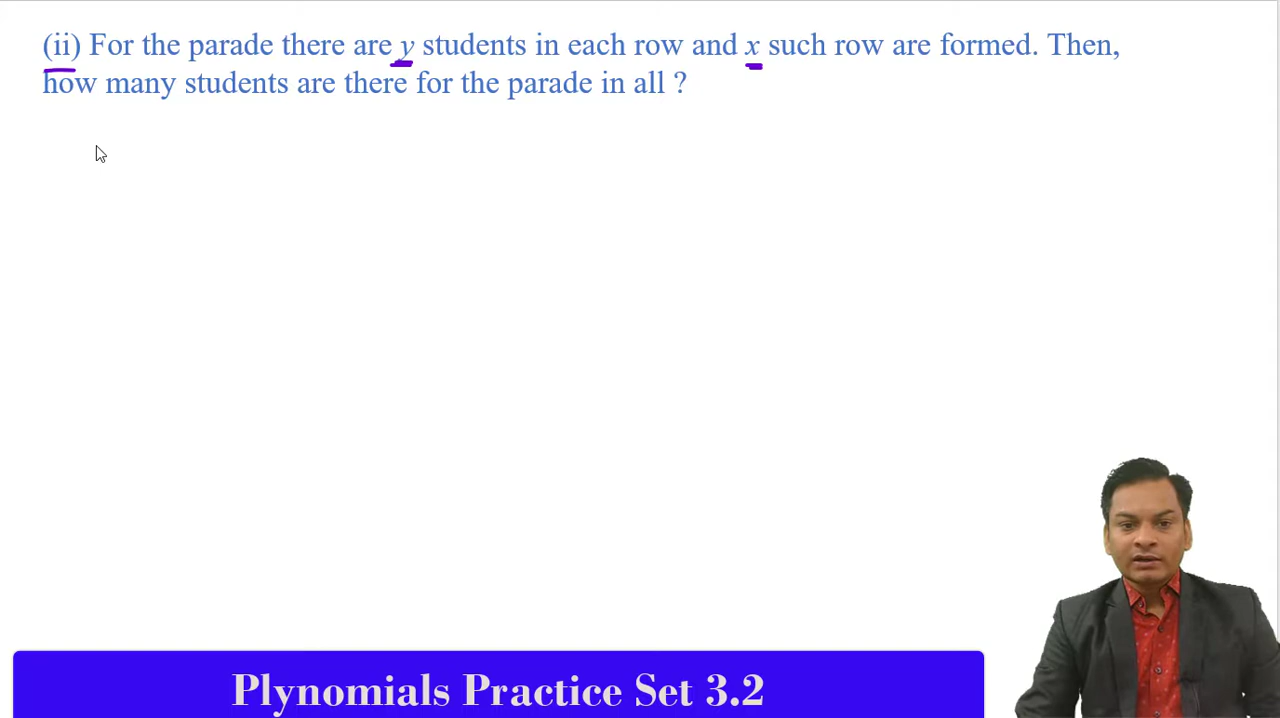 (ii) For the parade there are y students in each row and x such row are formed. Then,
how many students are there for the parade in all ?
Plynomials Practice Set 3.2